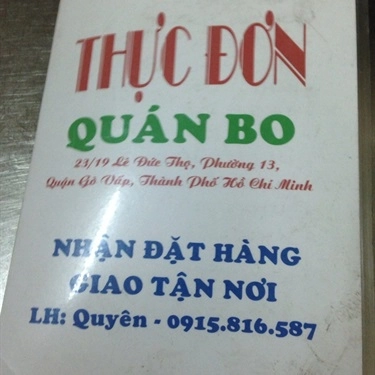 THỰC ĐƠN
QUÁN BO
23/19 Lê Đức Thọ, Phường 13,
Quận Gò Vấp, Thành Phố Hồ Chi Minh
NHẬN ĐẶT HÀNG
GIAO TẬN NƠI
LH: Quyên - 0915.816.587